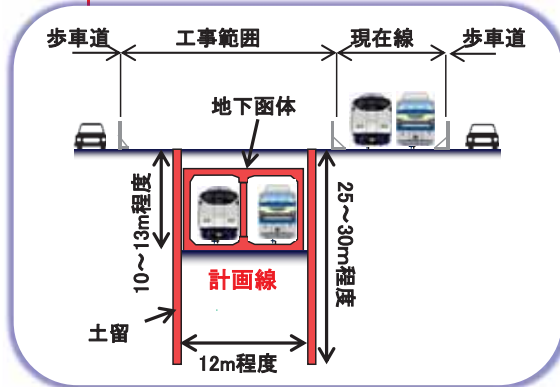 歩車道
工事範囲
現在線
歩車道
地下函体
10～13m程度
25～30m程度
計画線
土留
12m程度